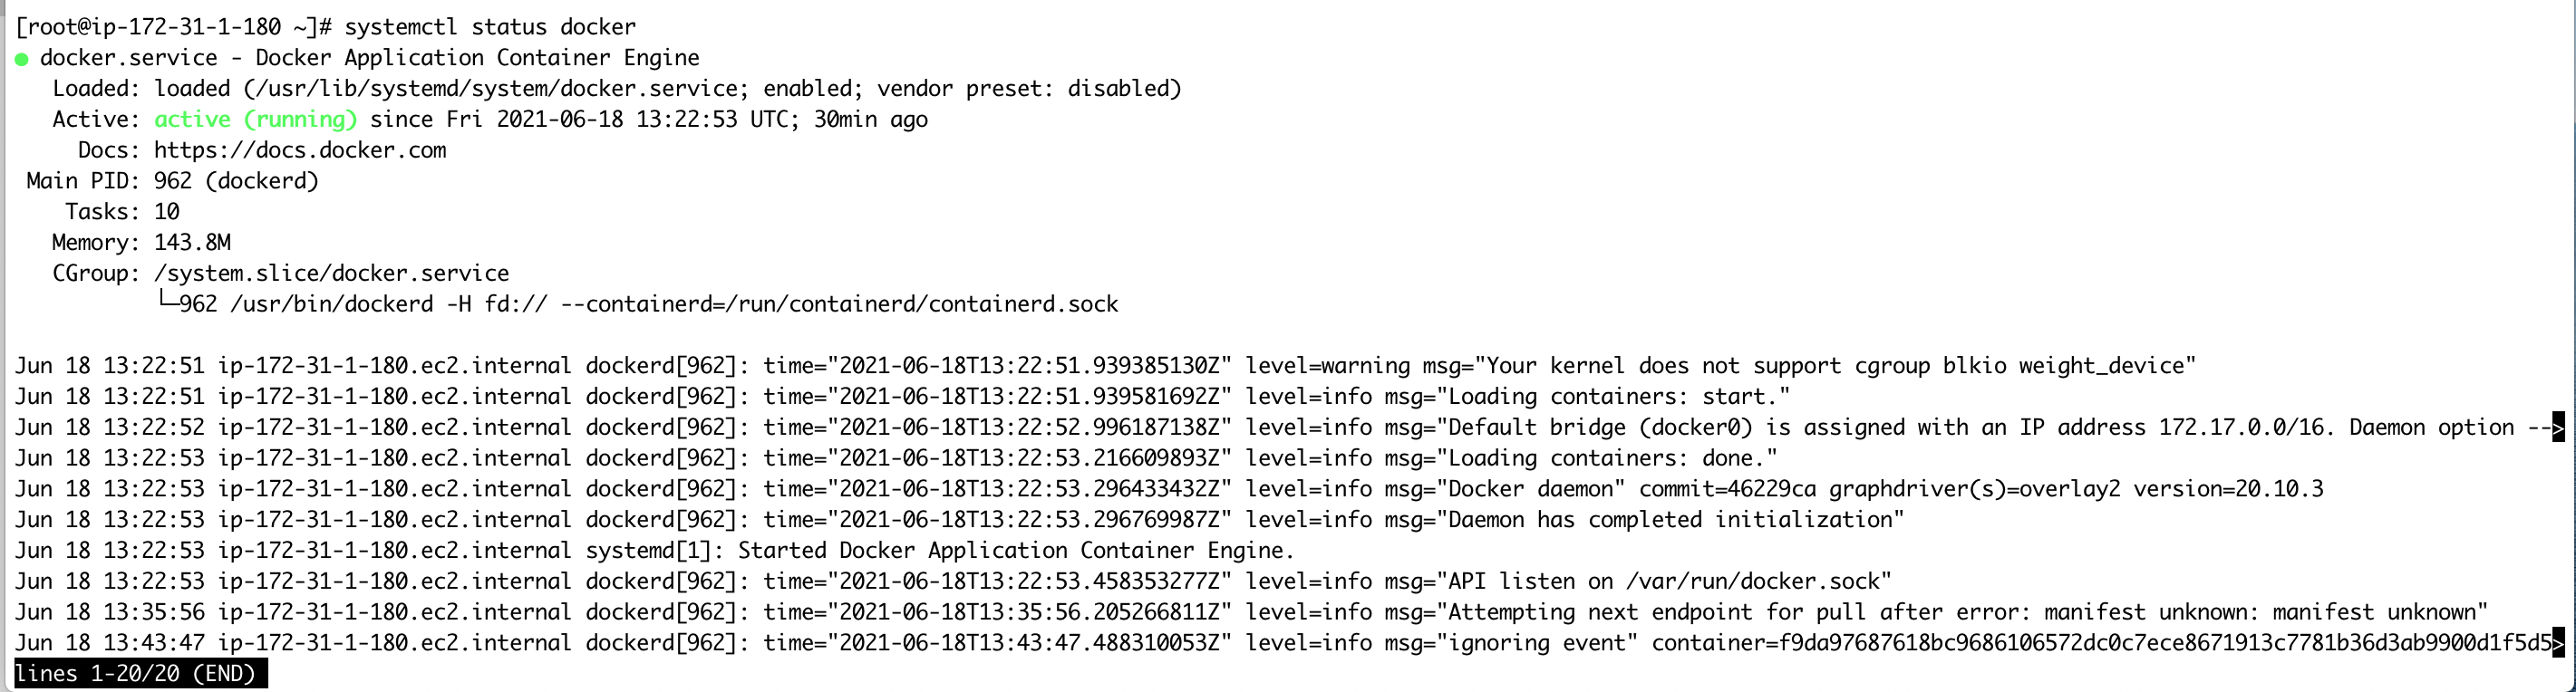 [root@ip-172-31-1-180 ~]# systemctl status docker
● docker.service - Docker Application Container Engine
   Loaded: loaded (/usr/lib/systemd/system/docker.service; enabled; vendor preset: disabled)
   Active: active (running) since Fri 2021-06-18 13:22:53 UTC; 30min ago
     Docs: https://docs.docker.com
 Main PID: 962 (dockerd)
    Tasks: 10
   Memory: 143.8M
   CGroup: /system.slice/docker.service
           └─962 /usr/bin/dockerd -H fd:// --containerd=/run/containerd/containerd.sock

Jun 18 13:22:51 ip-172-31-1-180.ec2.internal dockerd[962]: time="2021-06-18T13:22:51.939385130Z" level=warning msg="Your kernel does not support cgroup blkio weight_device"
Jun 18 13:22:51 ip-172-31-1-180.ec2.internal dockerd[962]: time="2021-06-18T13:22:51.939581692Z" level=info msg="Loading containers: start."
Jun 18 13:22:52 ip-172-31-1-180.ec2.internal dockerd[962]: time="2021-06-18T13:22:52.996187138Z" level=info msg="Default bridge (docker0) is assigned with an IP address 172.17.0.0/16. Daemon option -->
Jun 18 13:22:53 ip-172-31-1-180.ec2.internal dockerd[962]: time="2021-06-18T13:22:53.216609893Z" level=info msg="Loading containers: done."
Jun 18 13:22:53 ip-172-31-1-180.ec2.internal dockerd[962]: time="2021-06-18T13:22:53.296433432Z" level=info msg="Docker daemon" commit=46229ca graphdriver(s)=overlay2 version=20.10.3
Jun 18 13:22:53 ip-172-31-1-180.ec2.internal dockerd[962]: time="2021-06-18T13:22:53.296769987Z" level=info msg="Daemon has completed initialization"
Jun 18 13:22:53 ip-172-31-1-180.ec2.internal systemd[1]: Started Docker Application Container Engine.
Jun 18 13:22:53 ip-172-31-1-180.ec2.internal dockerd[962]: time="2021-06-18T13:22:53.458353277Z" level=info msg="API listen on /var/run/docker.sock"
Jun 18 13:35:56 ip-172-31-1-180.ec2.internal dockerd[962]: time="2021-06-18T13:35:56.205266811Z" level=info msg="Attempting next endpoint for pull after error: manifest unknown: manifest unknown"
Jun 18 13:43:47 ip-172-31-1-180.ec2.internal dockerd[962]: time="2021-06-18T13:43:47.488310053Z" level=info msg="ignoring event" container=f9da97687618bc9686106572dc0c7ece8671913c7781b36d3ab9900d1f5d5>
lines 1-20/20 (END)